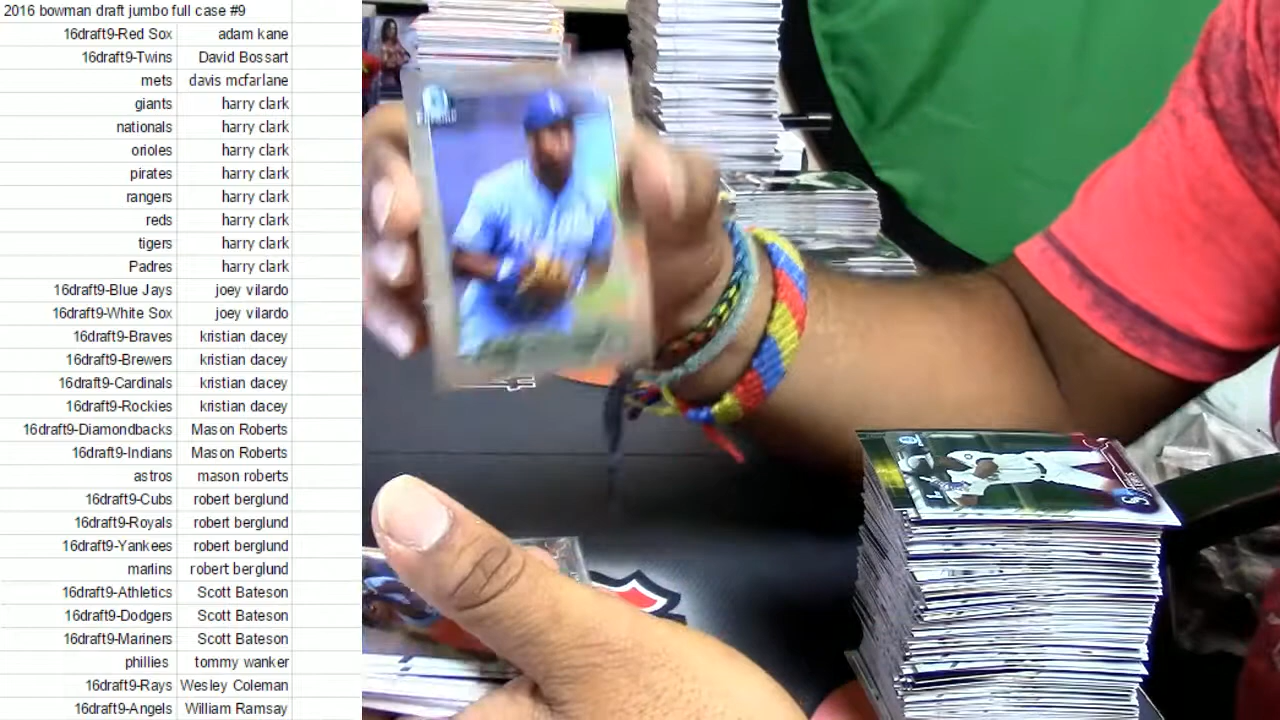 2016 bowman draft jumbo full case #9
16draft9-Red Sox adam kane
16draft9-Twins David Bossart
mets davis mcfarlane
giants harry clark
nationals harry clark
orioles harry clark
pirates harry clark
rangers harry clark
reds harry clark
tigers harry clark
Padres harry clark
16draft9-Blue Jays joey vilardo
16draft9-White Sox joey vilardo
16draft9-Braves kristian dacey
16draft9-Brewers kristian dacey
16draft9-Cardinals kristian dacey
16draft9-Rockies kristian dacey
16draft9-Diamondbacks Mason Roberts
16draft9-Indians Mason Roberts
astros mason roberts
16draft9-Cubs robert berglund
16draft9-Royals robert berglund
16draft9-Yankees robert berglund
marlins robert berglund
16draft9-Athletics Scott Bateson
16draft9-Dodgers Scott Bateson
16draft9-Mariners Scott Bateson
phillies tommy wanker
16draft9-Rays Wesley Coleman
16draft9-Angels William Ramsay